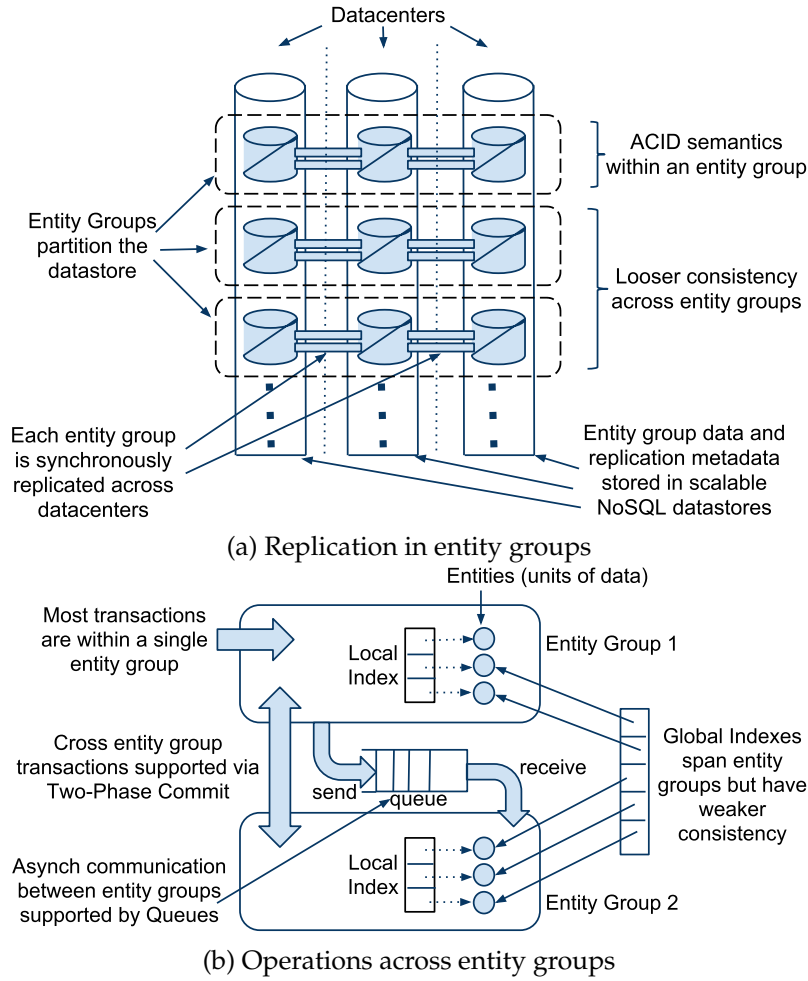 Datacenters
ACID semantics
within an entity group
Entity Groups
partition the
datastore
Looser consistency
across entity groups
Each entity group
is synchronously
replicated across
datacenters
Entity group data and
replication metadata
stored in scalable
NoSQL datastores
(a) Replication in entity groups
Entities (units of data)
Most transactions
are within a single
entity group
Local
Index
Entity Group 1
Cross entity group
transactions supported via
Two-Phase Commit
send
queue
receive
Global Indexes
span entity
groups but have
weaker
consistency
Asynch communication
between entity groups
supported by Queues
Local
Index
Entity Group 2
(b) Operations across entity groups